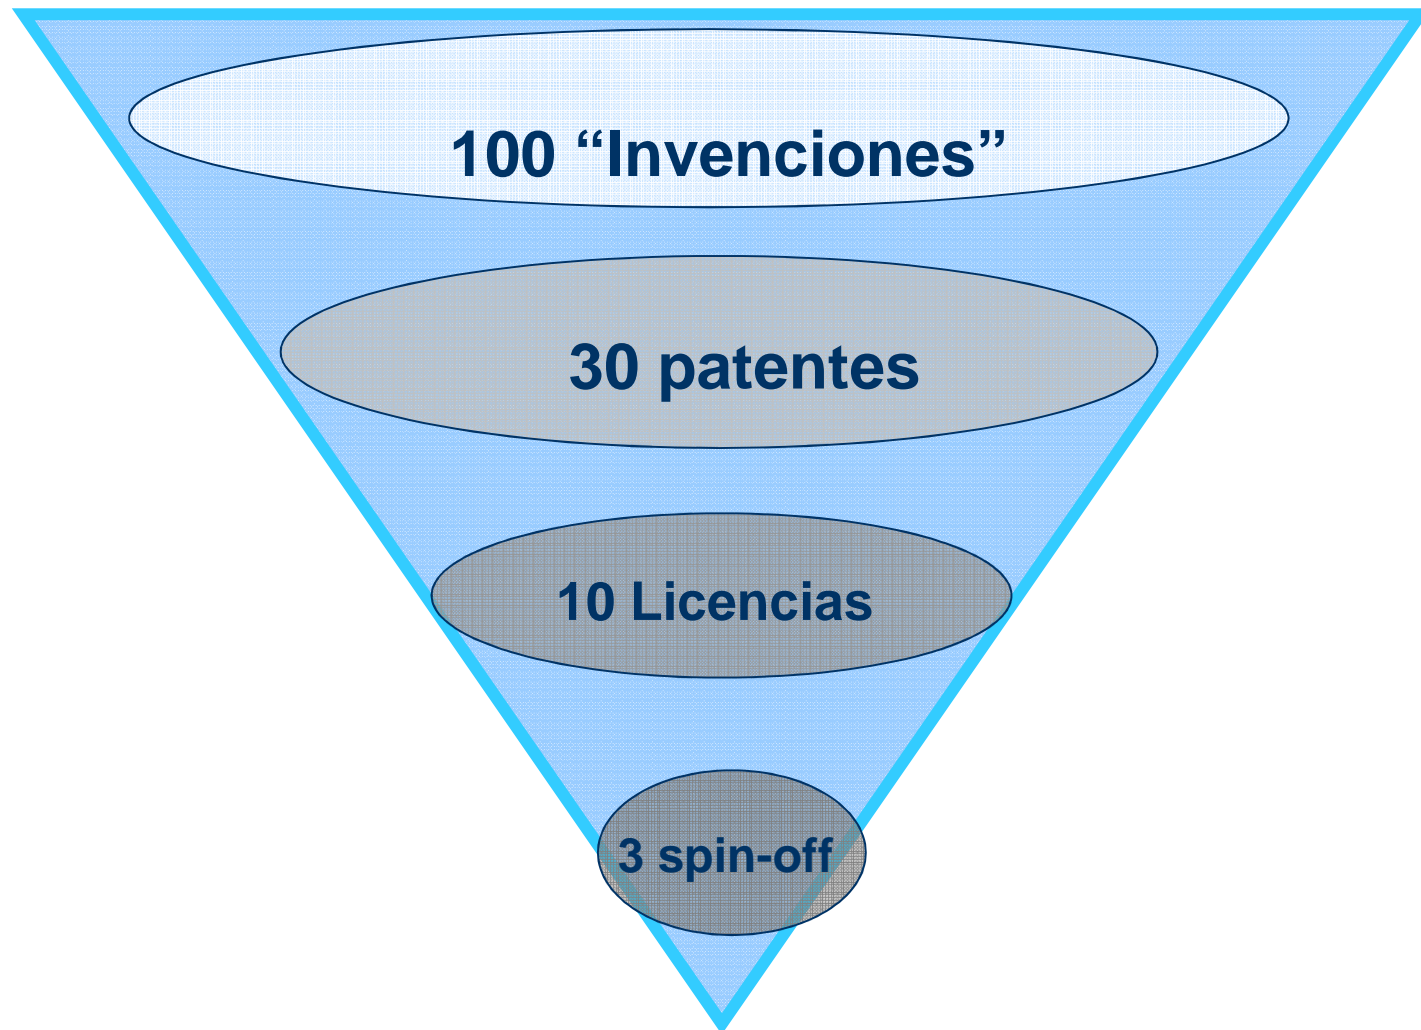 100 “Invenciones”
30 patentes
10 Licencias
3 spin-off